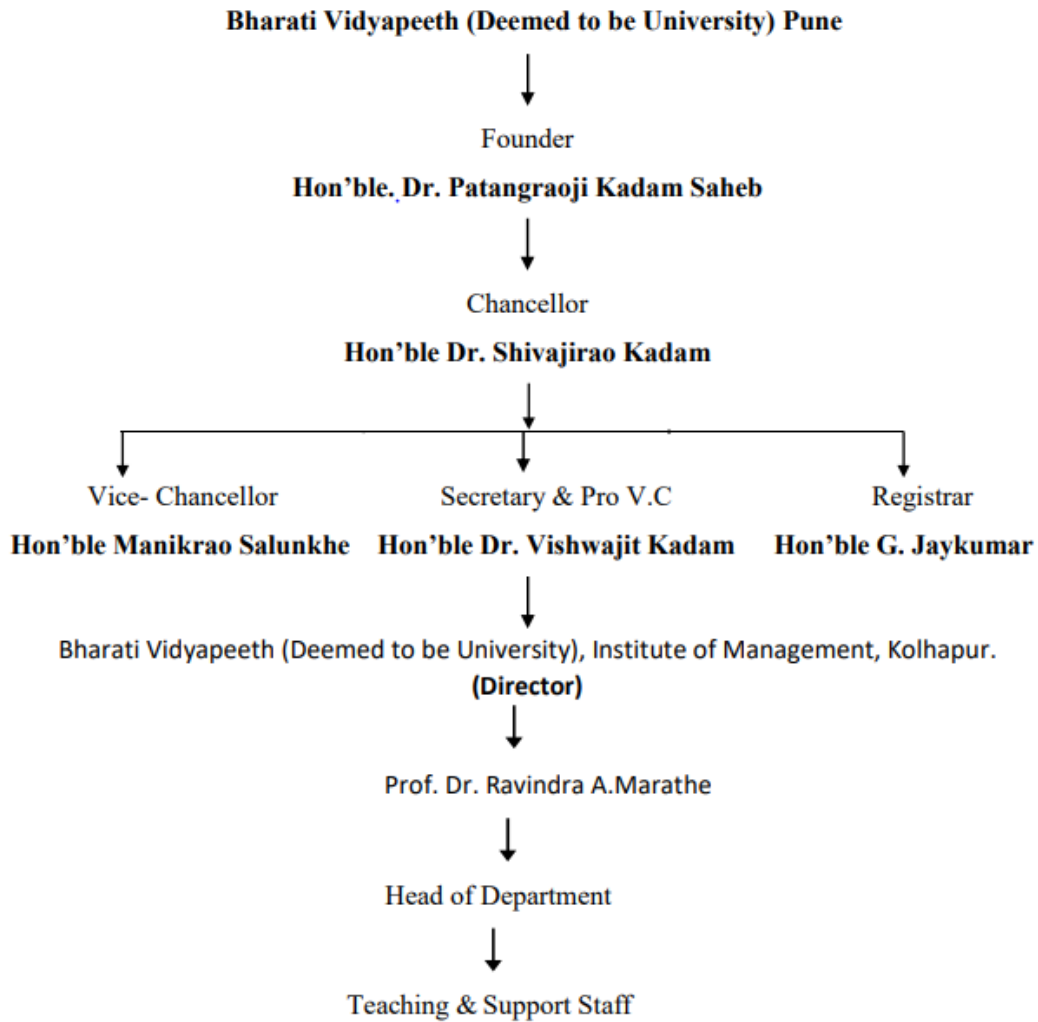 Bharati Vidyapeeth (Deemed to be University) Pune
Founder
Hon'ble. Dr. Patangraoji Kadam Saheb
Chancellor
Hon'ble Dr. Shivajirao Kadam
Vice- Chancellor Secretary & Pro V.C Registrar
Hon'ble Manikrao Salunkhe Hon'ble Dr. Vishwajit Kadam Hon'ble G. Jaykumar
Bharati Vidyapeeth (Deemed to be University), Institute of Management, Kolhapur.
(Director)
Prof. Dr. Ravindra A.Marathe
Head of Department
Teaching & Support Staff